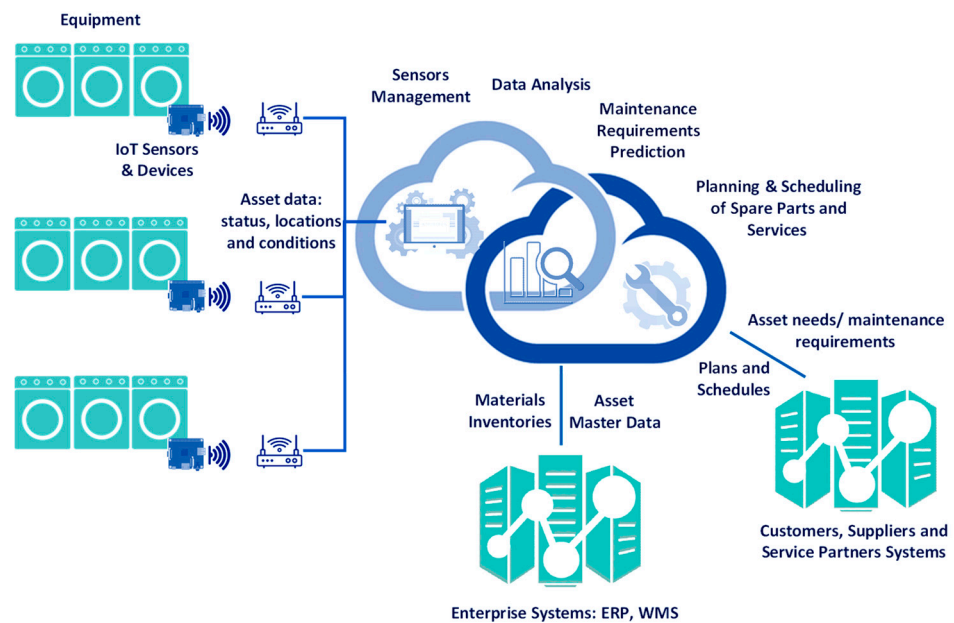 Equipment
IoT Sensors
& Devices
Asset data:
status, locations
and conditions
Sensors
Management
Data Analysis
Maintenance
Requirements
Prediction
Planning & Scheduling
of Spare Parts and
Services
Asset needs/ maintenance
requirements
Plans and
Schedules
Materials
Inventories
Asset
Master Data
Customers, Suppliers and
Service Partners Systems
Enterprise Systems: ERP, WMS